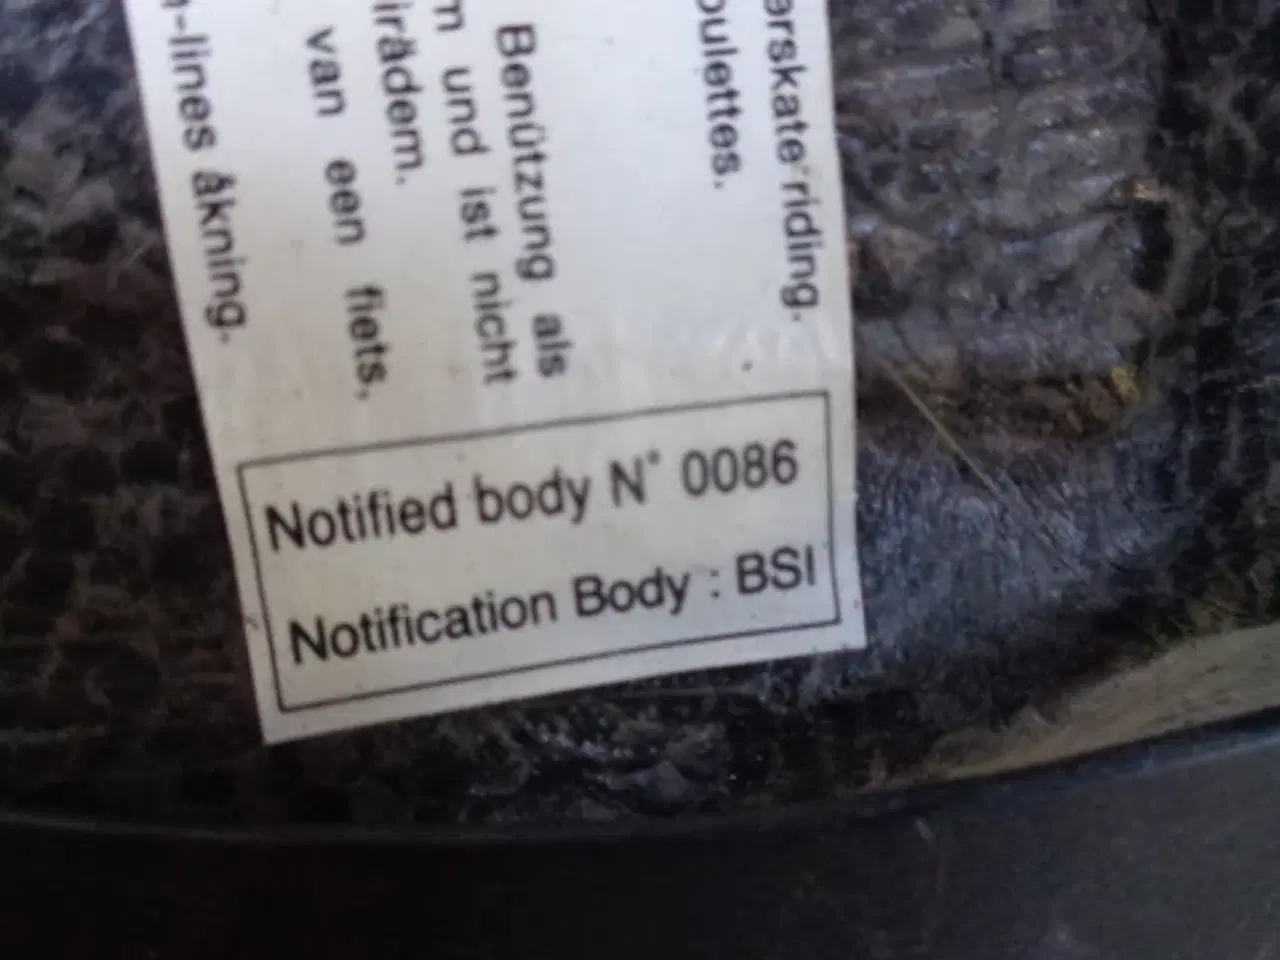 erskate riding.
oulettes.
Benützung als
m und ist nicht
irädem.
van een fiets,
-lines åkning.
Notified body N° 0086
Notification Body : BSI